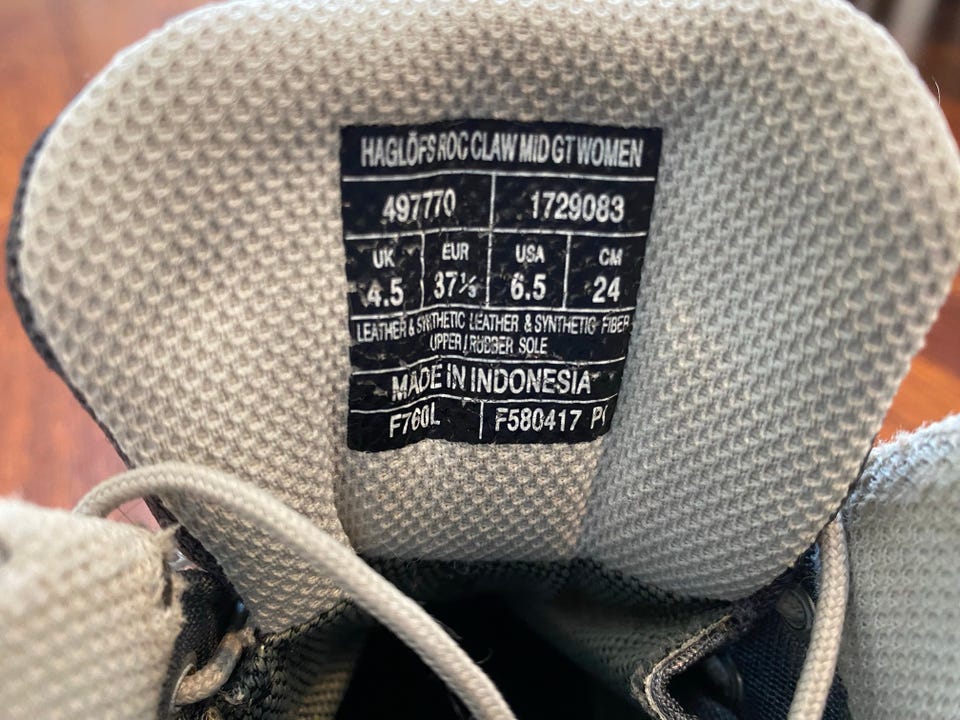 HAGLÖFS ROC CLAW MID GT WOMEN
497770 1729083
UK EUR USA CM
4.5 37⅓ 6.5 24
LEATHER & SYNTHETIC LEATHER & SYNTHETIC FIBER
UPPER / RUBBER SOLE
MADE IN INDONESIA
F760L F580417